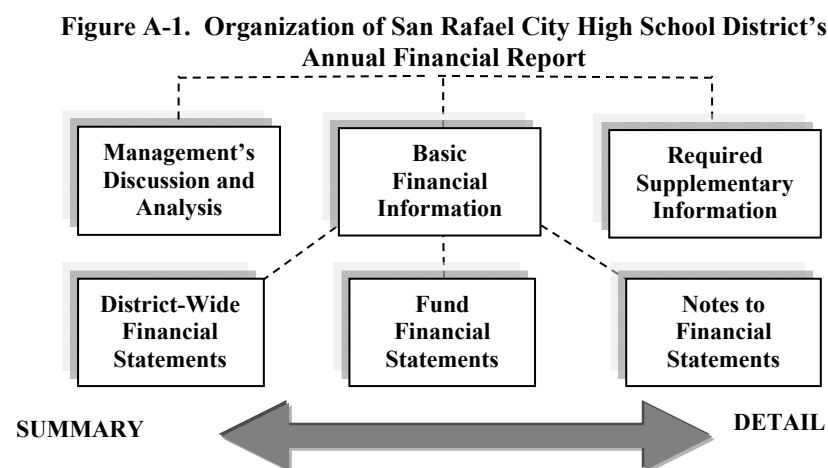 Figure A-1.  Organization of San Rafael City High School District’s
Annual Financial Report
Management’s
Discussion and
Analysis
Basic
Financial
Information
Required
Supplementary
Information
District-Wide
Financial
Statements
Fund
Financial
Statements
Notes to
Financial
Statements
SUMMARY
DETAIL